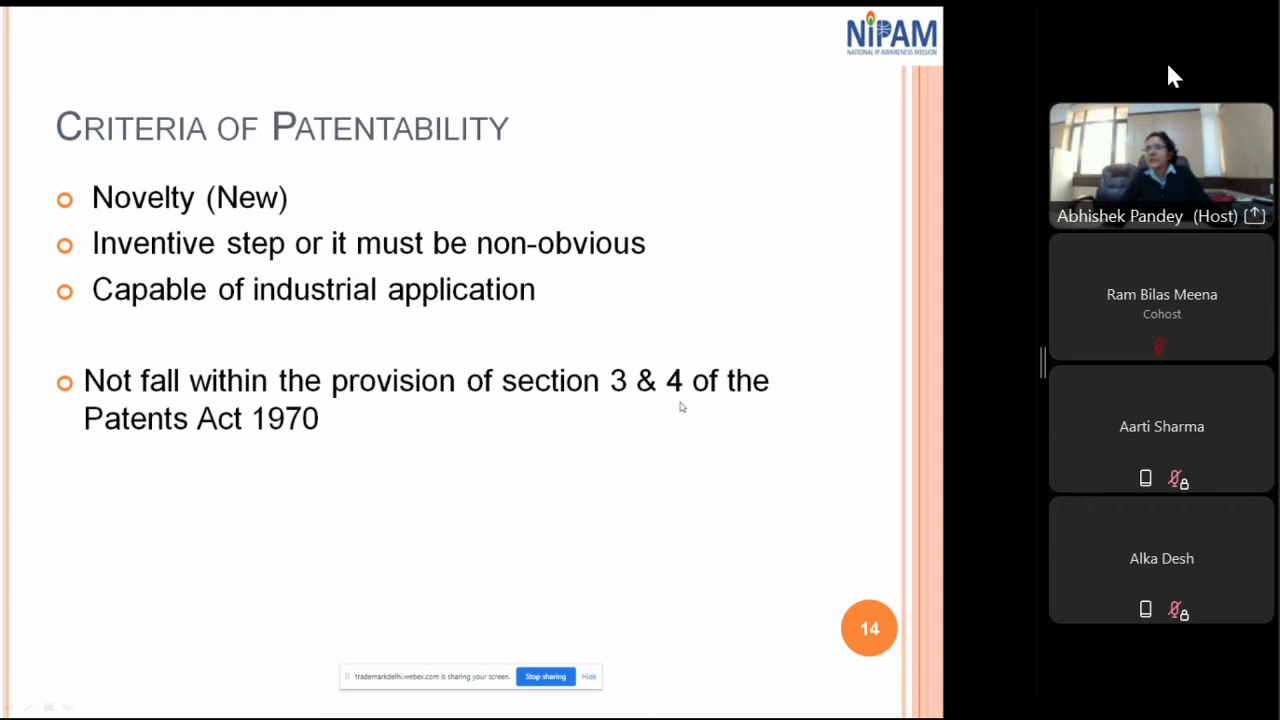 NiPAM
NATIONAL IP AWARENESS MISSION
CRITERIA OF PATENTABILITY
Novelty (New)
Inventive step or it must be non-obvious
Capable of industrial application
Not fall within the provision of section 3 & 4 of the
Patents Act 1970
14
trademarkdelhi.webex.com is sharing your screen.
Stop sharing
Hide
Abhishek Pandey (Host)
Ram Bilas Meena
Cohost
Aarti Sharma
Alka Desh